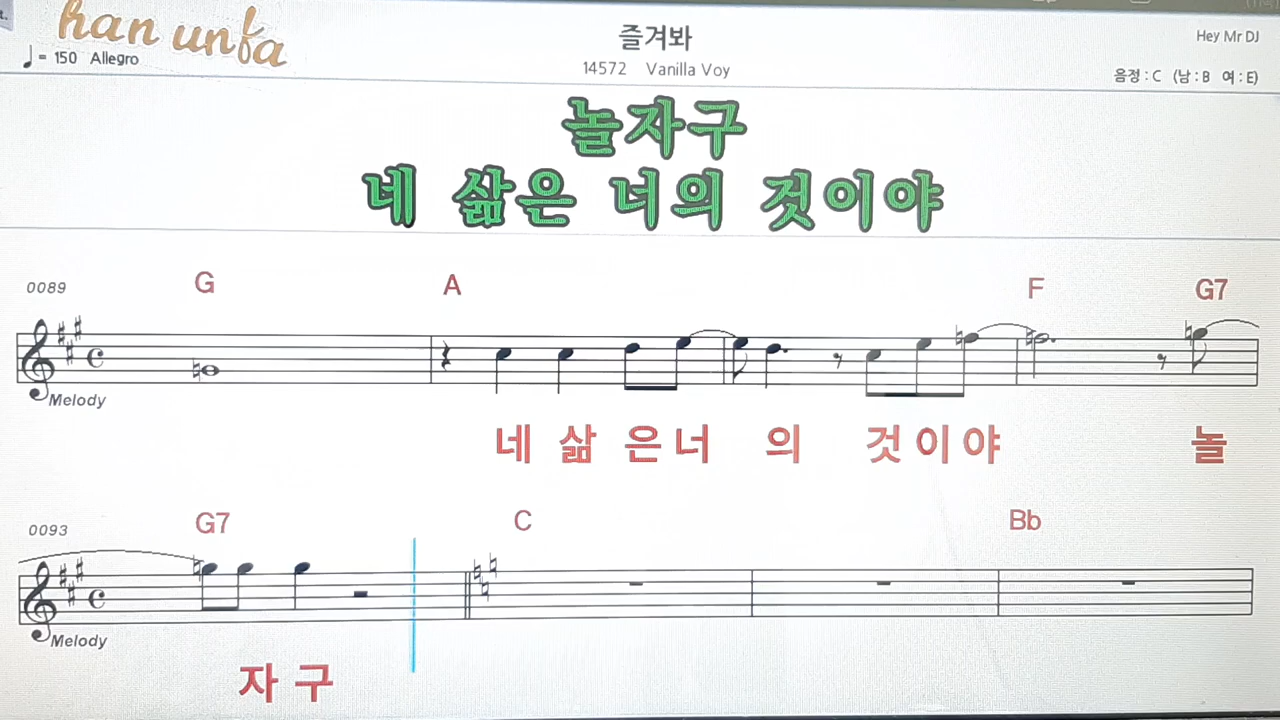 han unfa
즐겨봐
Hey Mr DJ
♩ = 150 Allegro
14572 Vanilla Voy
음정 : C (남 : B 여 : E)
놀자구
네 삶은 너의 것이야
0089 G A F G7
Melody
네 삶 은 너 의 것 이 야 놀
0093 G7 C Bb
Melody
자 구